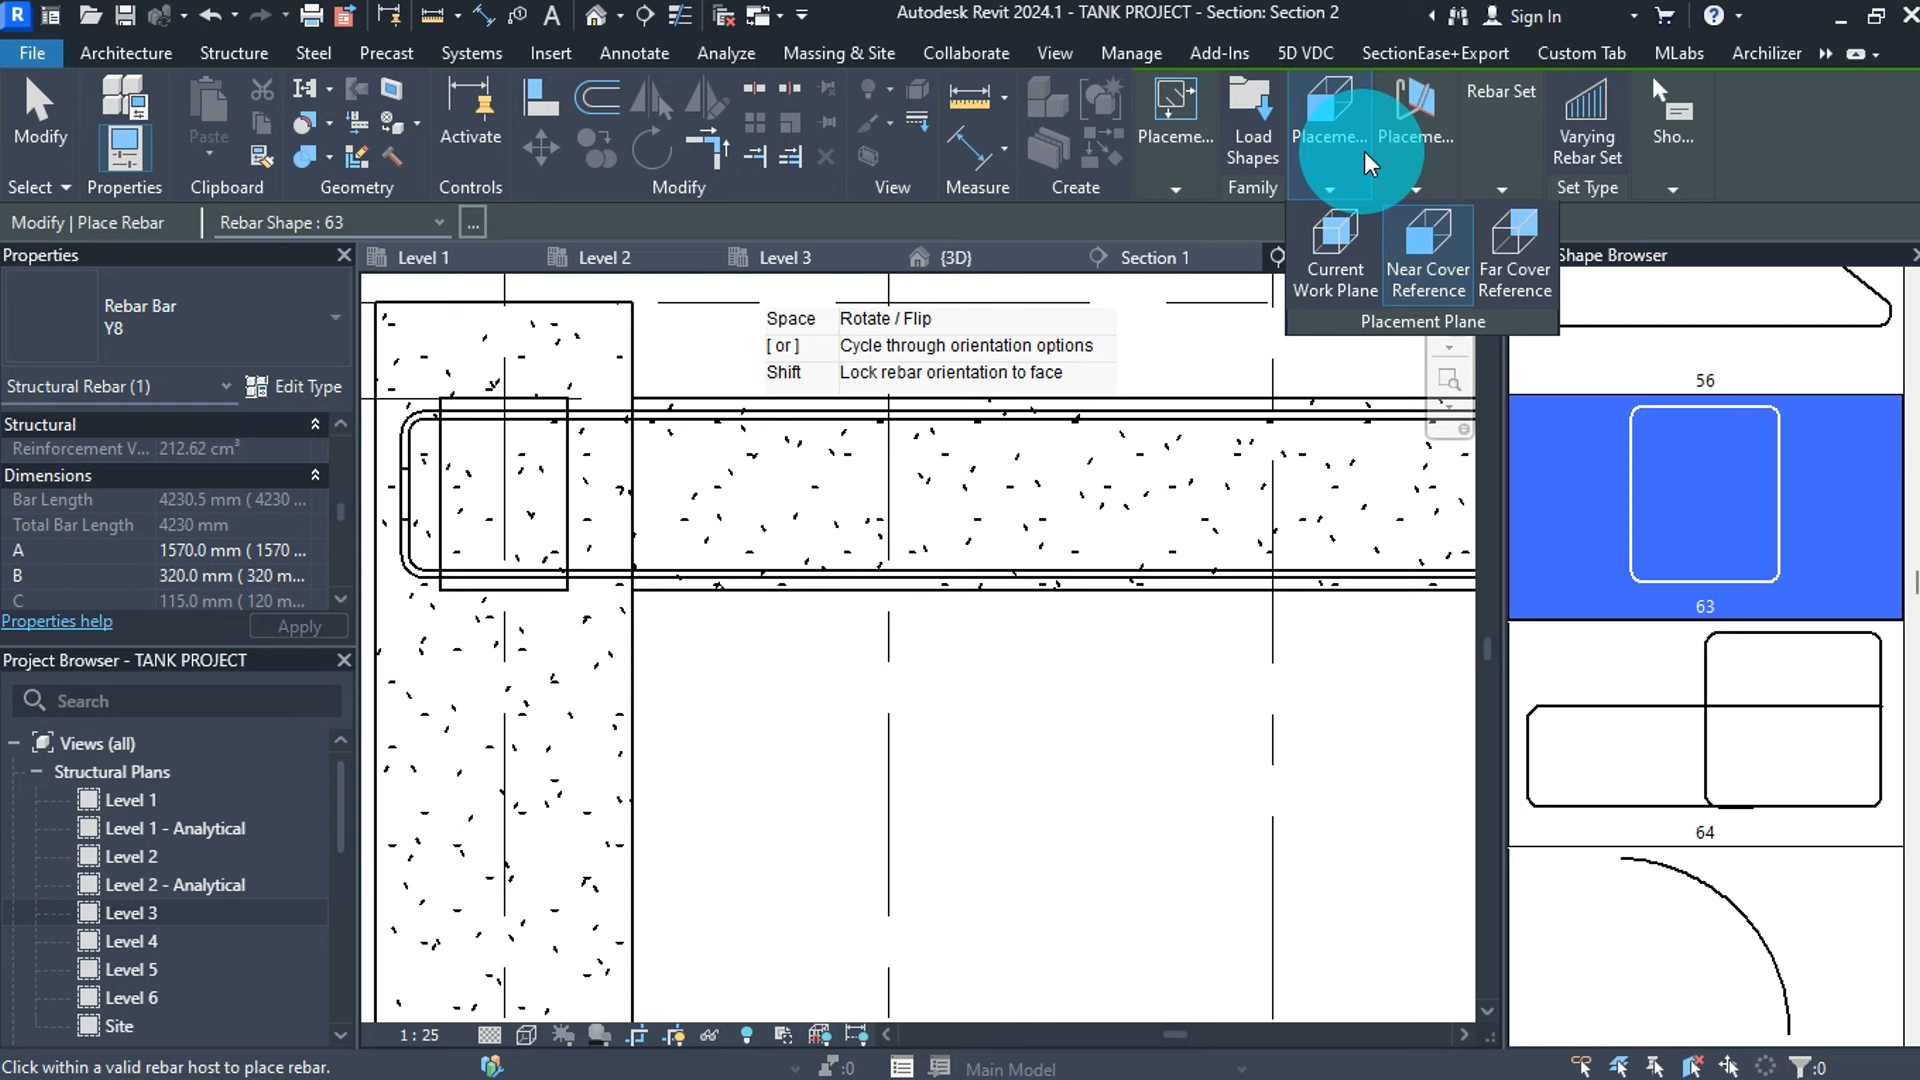 R
Autodesk Revit 2024.1 - TANK PROJECT - Section: Section 2
Sign In
File Architecture Structure Steel Precast Systems Insert Annotate Analyze Massing & Site Collaborate View Manage Add-Ins 5D VDC SectionEase+Export Custom Tab MLabs Archilizer
Modify
Paste
Activate
Placeme...
Load
Shapes
Placeme...
Placeme...
Rebar Set
Varying
Rebar Set
Sho...
Select Properties Clipboard Geometry Controls Modify View Measure Create Family Set Type
Modify | Place Rebar
Rebar Shape : 63
...
Current
Work Plane
Near Cover
Reference
Far Cover
Reference
Placement Plane
Properties
Level 1 Level 2 Level 3 {3D} Section 1
Shape Browser
Rebar Bar
Y8
Structural Rebar (1)
Edit Type
Structural
Reinforcement V... 212.62 cm³
Dimensions
Bar Length 4230.5 mm ( 4230 ...
Total Bar Length 4230 mm
A 1570.0 mm ( 1570 ...
B 320.0 mm ( 320 m...
C 115.0 mm ( 120 m...
Properties help
Apply
Space Rotate / Flip
[ or ] Cycle through orientation options
Shift Lock rebar orientation to face
56
63
64
Project Browser - TANK PROJECT
Search
Views (all)
Structural Plans
Level 1
Level 1 - Analytical
Level 2
Level 2 - Analytical
Level 3
Level 4
Level 5
Level 6
Site
1 : 25
Click within a valid rebar host to place rebar.
:0
Main Model
:0